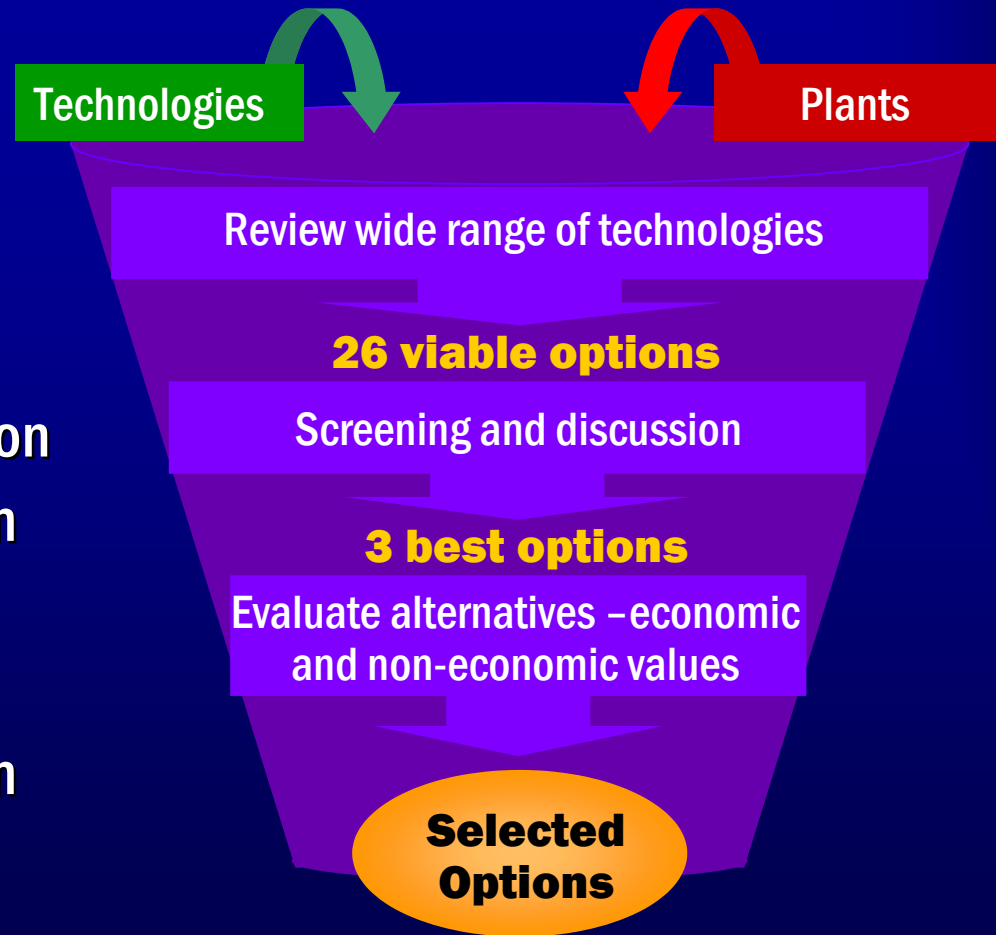 Technologies
Plants
Review wide range of technologies
26 viable options
Screening and discussion
3 best options
Evaluate alternatives –economic
and non-economic values
Selected
Options